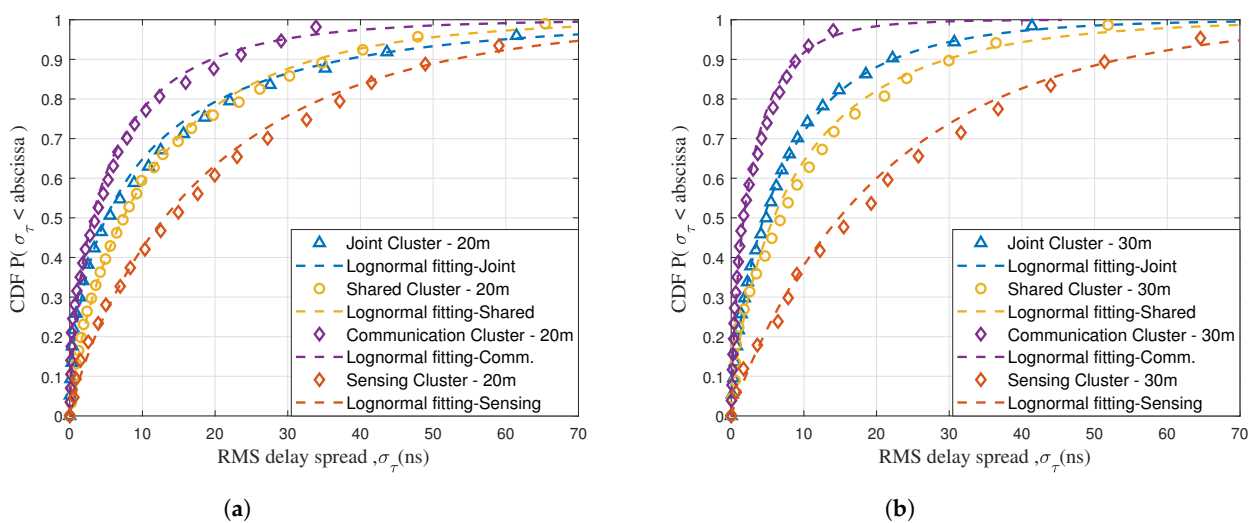 1
0.9
0.8
0.7
0.6
0.5
0.4
0.3
0.2
0.1
0
CDF P( σ_τ < abscissa )
Joint Cluster - 20m
Lognormal fitting-Joint
Shared Cluster - 20m
Lognormal fitting-Shared
Communication Cluster - 20m
Lognormal fitting-Comm.
Sensing Cluster - 20m
Lognormal fitting-Sensing
0 10 20 30 40 50 60 70
RMS delay spread ,σ_τ(ns)
(a)
1
0.9
0.8
0.7
0.6
0.5
0.4
0.3
0.2
0.1
0
CDF P( σ_τ < abscissa )
Joint Cluster - 30m
Lognormal fitting-Joint
Shared Cluster - 30m
Lognormal fitting-Shared
Communication Cluster - 30m
Lognormal fitting-Comm.
Sensing Cluster - 30m
Lognormal fitting-Sensing
0 10 20 30 40 50 60 70
RMS delay spread ,σ_τ(ns)
(b)